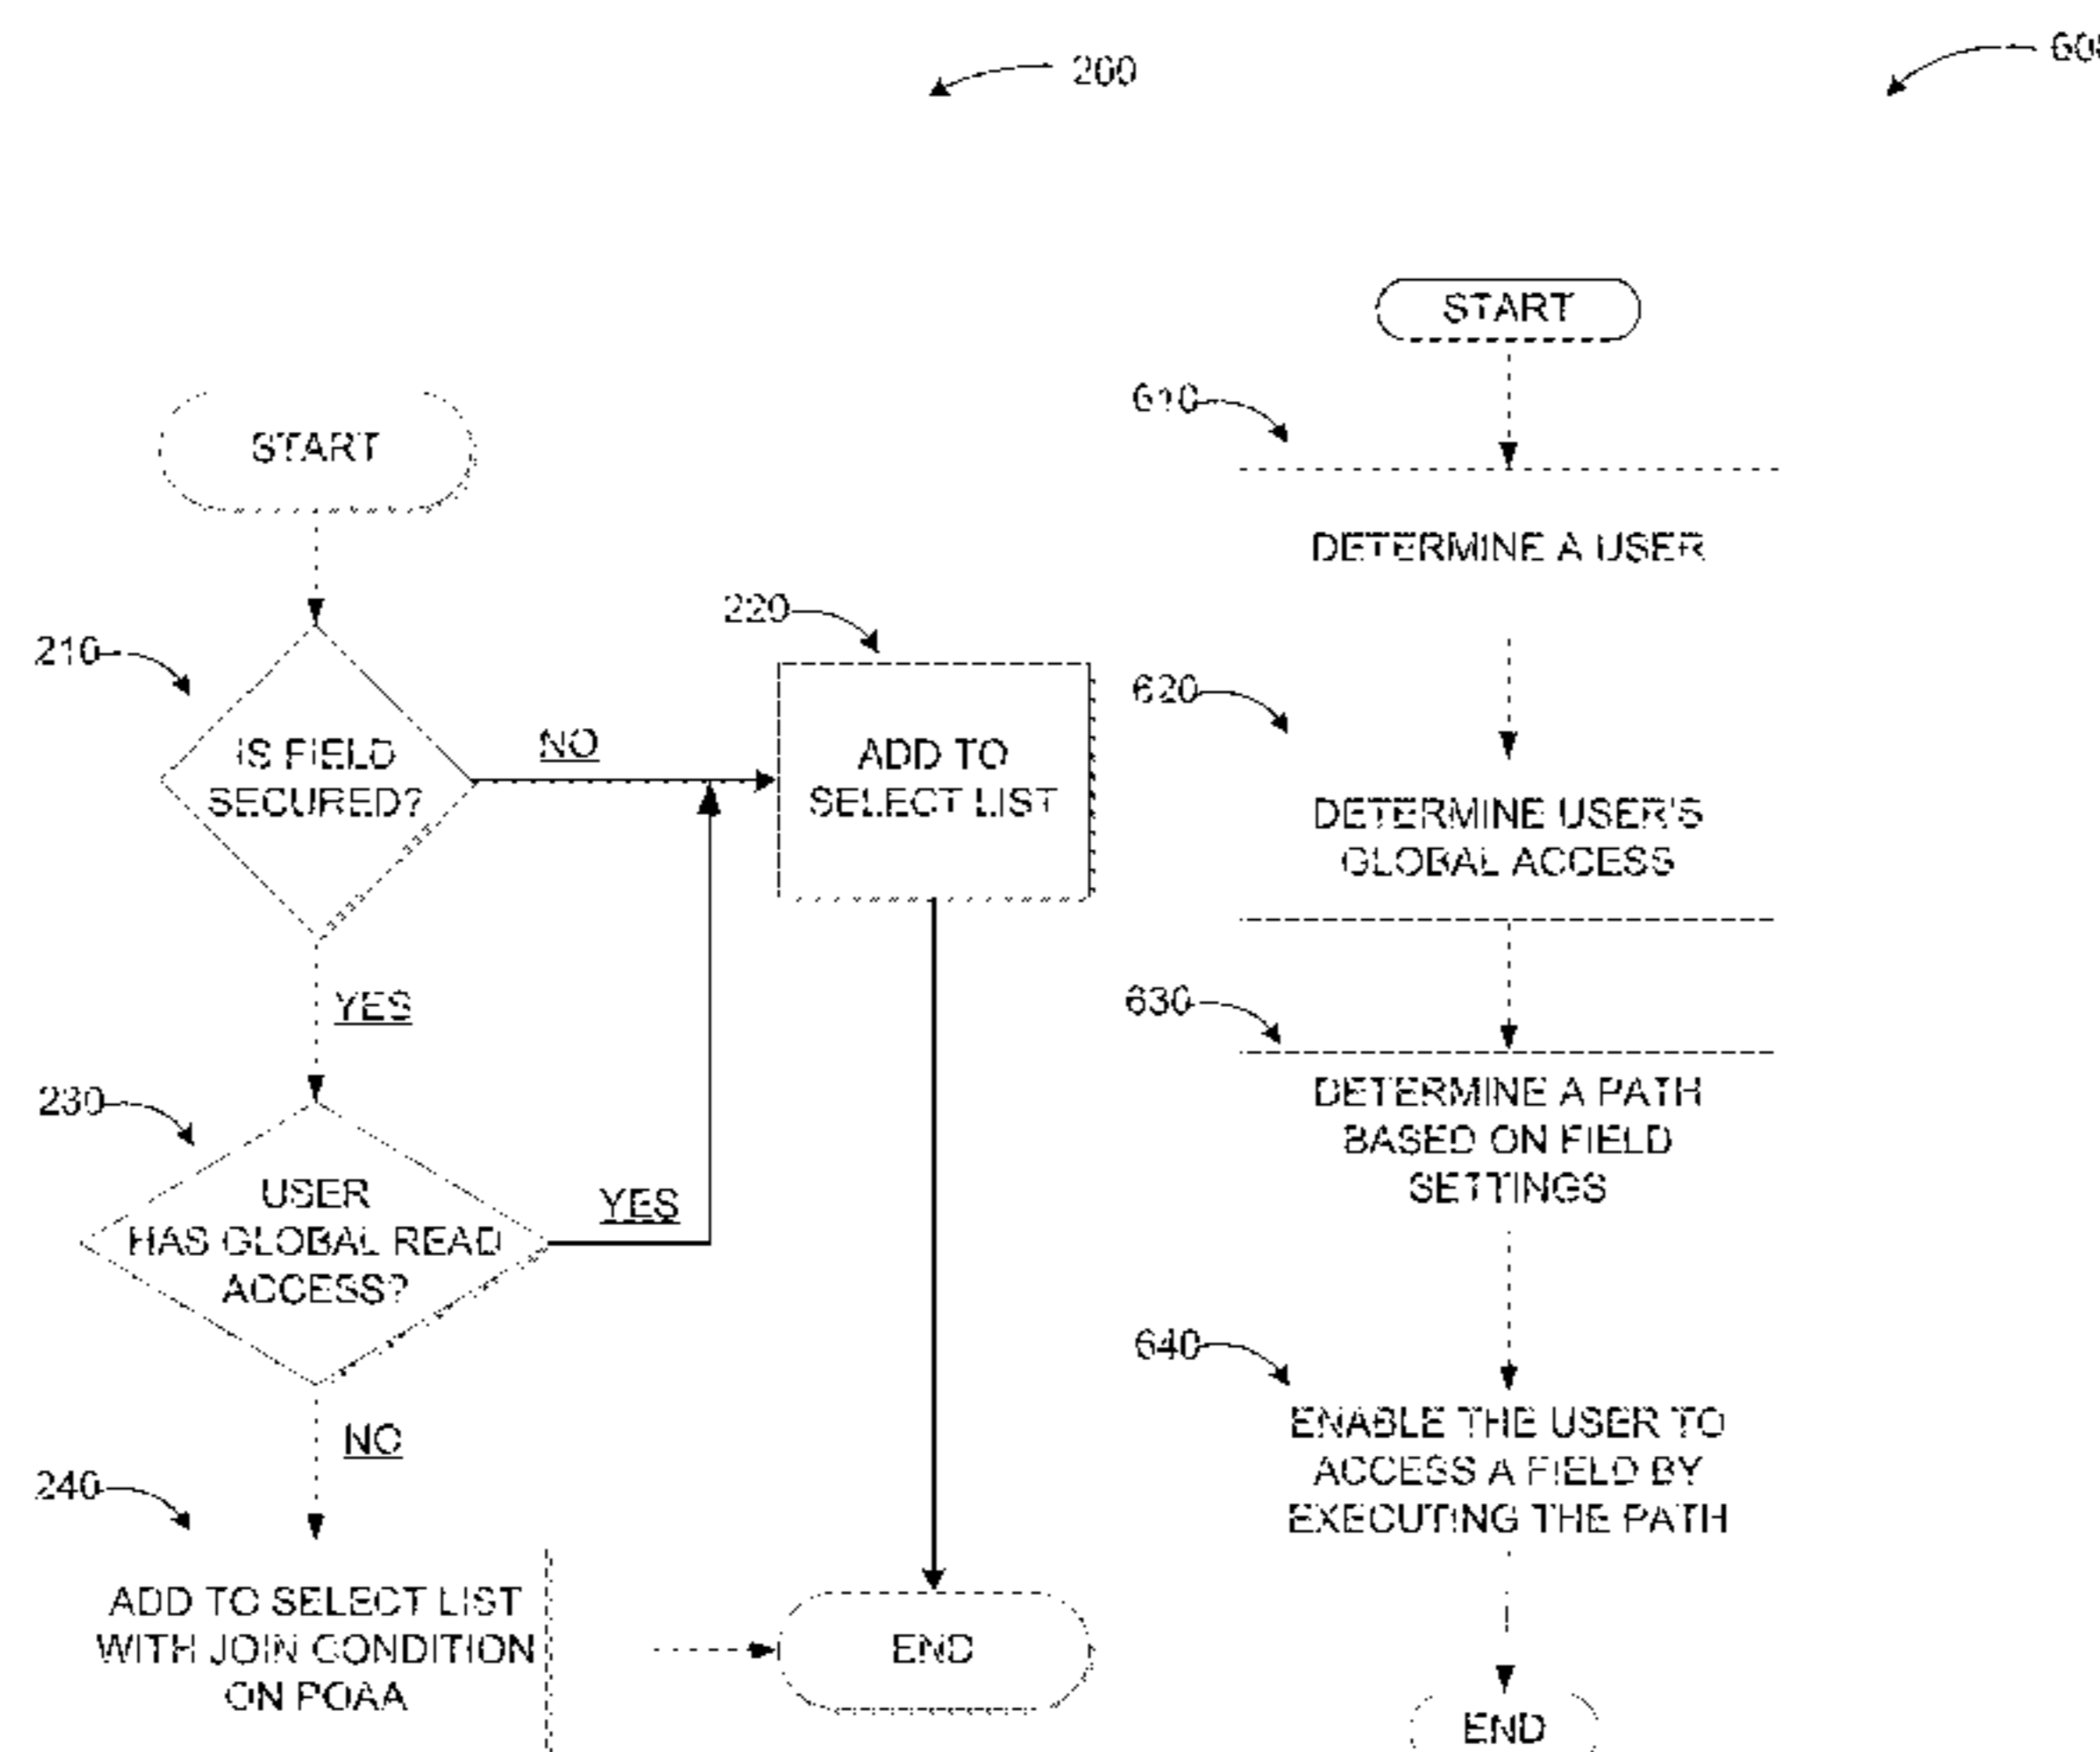 200
START
210
IS FIELD
SECURED?
NO
220
ADD TO
SELECT LIST
YES
230
USER
HAS GLOBAL READ
ACCESS?
YES
NO
240
ADD TO SELECT LIST
WITH JOIN CONDITION
ON POAA
END
START
610
DETERMINE A USER
620
DETERMINE USER'S
GLOBAL ACCESS
630
DETERMINE A PATH
BASED ON FIELD
SETTINGS
640
ENABLE THE USER TO
ACCESS A FIELD BY
EXECUTING THE PATH
END